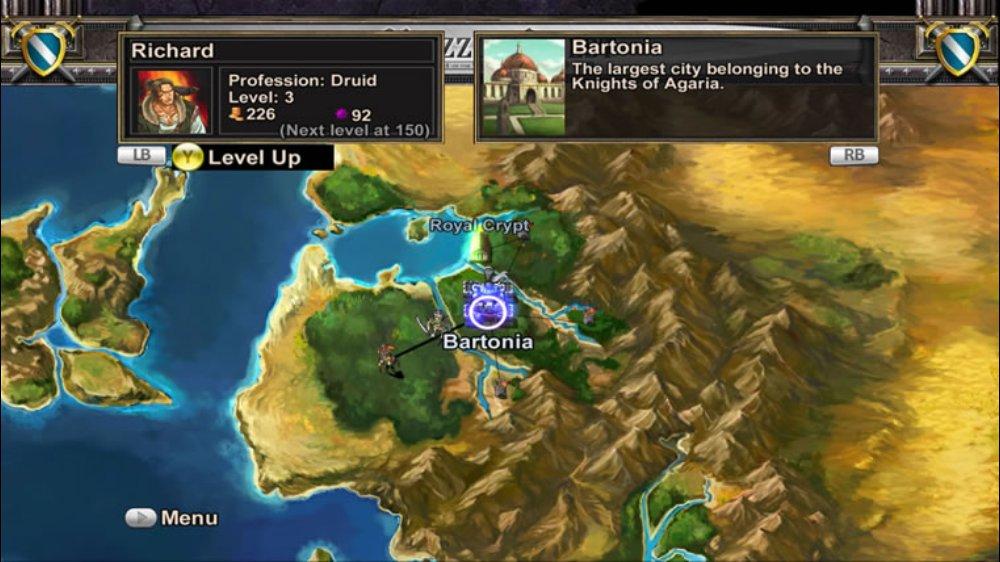 Richard
Profession: Druid
Level: 3
226
92
(Next level at 150)
Bartonia
The largest city belonging to the
Knights of Agaria.
LB
Y
Level Up
RB
Royal Crypt
Bartonia
Menu